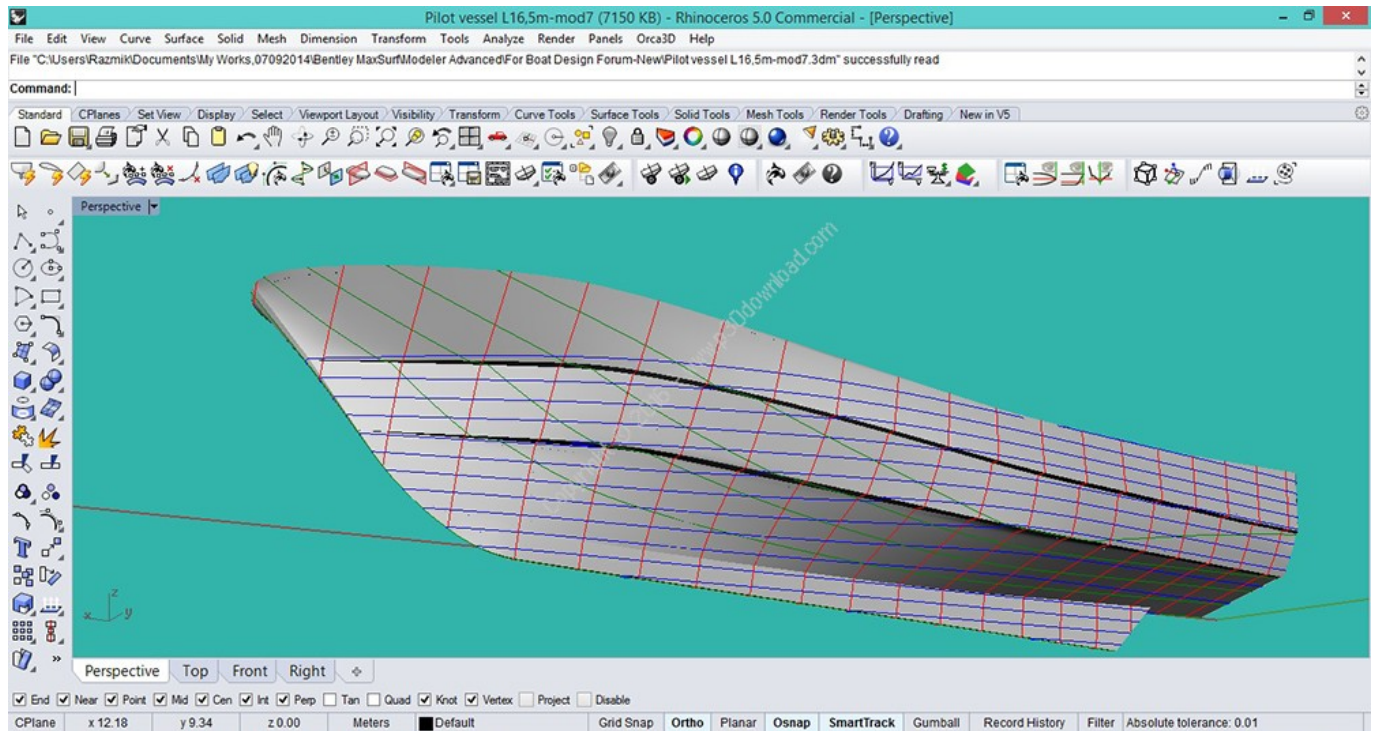 Pilot vessel L16,5m-mod7 (7150 KB) - Rhinoceros 5.0 Commercial - [Perspective]
File Edit View Curve Surface Solid Mesh Dimension Transform Tools Analyze Render Panels Orca3D Help
File "C:\Users\Razmik\Documents\My Works,07092014\Bentley MaxSurf\Modeler Advanced\For Boat Design Forum-New\Pilot vessel L16,5m-mod7.3dm" successfully read
Command:
Standard CPlanes Set View Display Select Viewport Layout Visibility Transform Curve Tools Surface Tools Solid Tools Mesh Tools Render Tools Drafting New in V5
Perspective
z
x y
Perspective Top Front Right
End Near Point Mid Cen Int Perp Tan Quad Knot Vertex Project Disable
CPlane x 12.18 y 9.34 z 0.00 Meters Default Grid Snap Ortho Planar Osnap SmartTrack Gumball Record History Filter Absolute tolerance: 0.01